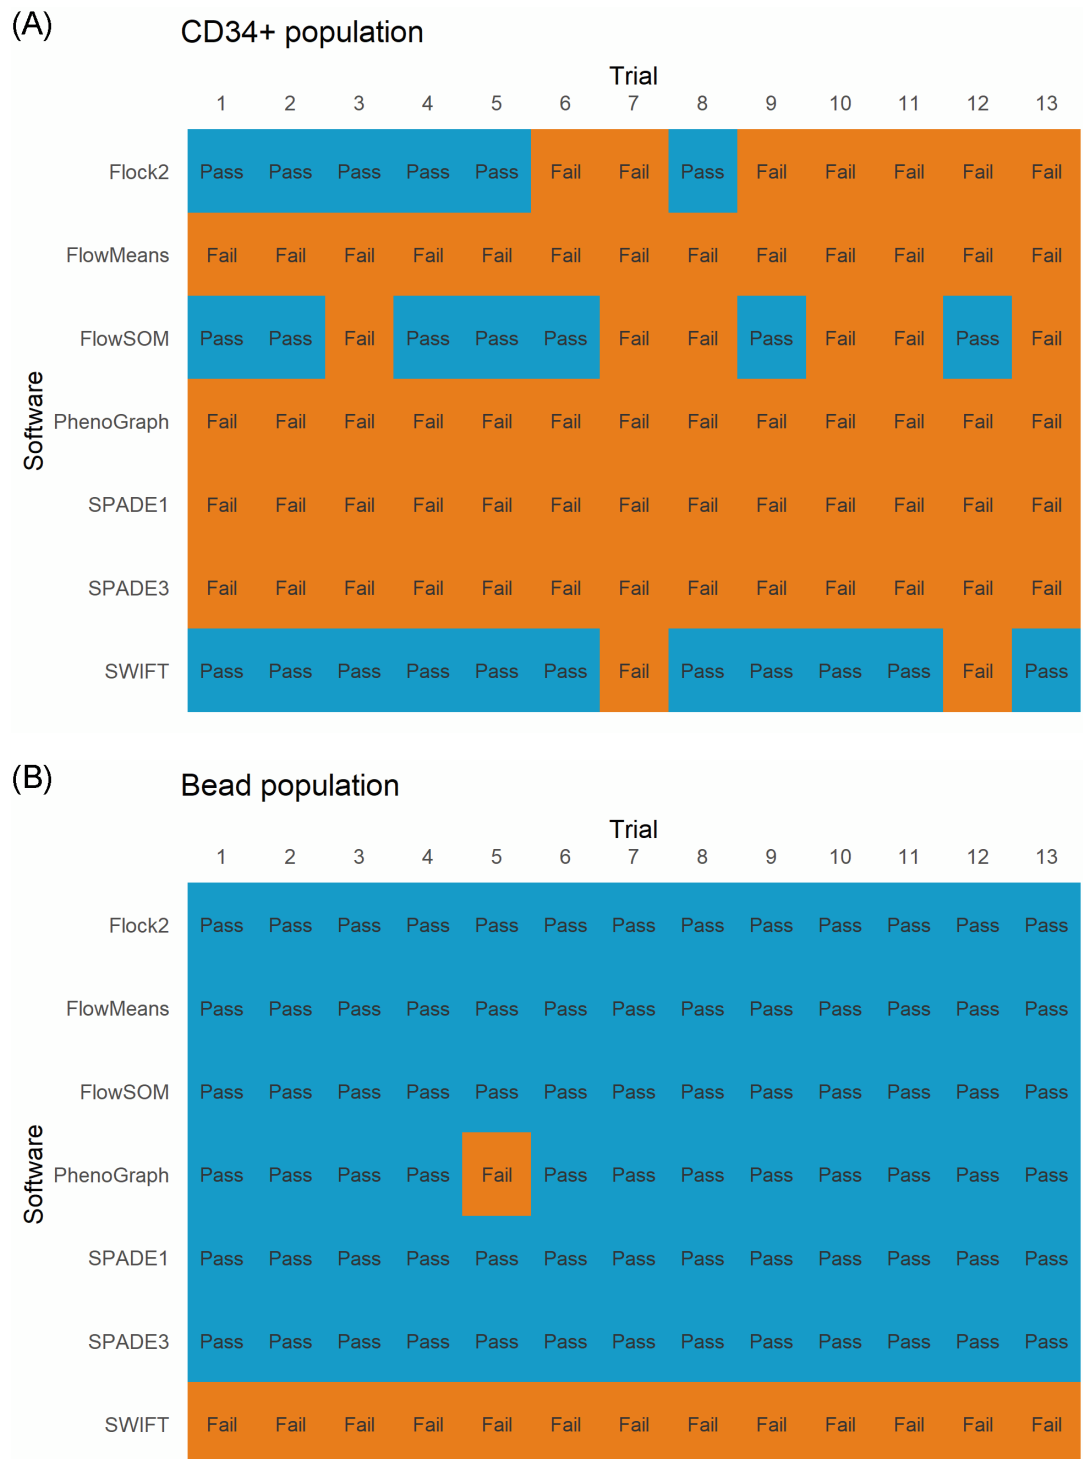 (A)
CD34+ population
Trial
1 2 3 4 5 6 7 8 9 10 11 12 13
Flock2 Pass Pass Pass Pass Pass Fail Fail Pass Fail Fail Fail Fail Fail
FlowMeans Fail Fail Fail Fail Fail Fail Fail Fail Fail Fail Fail Fail Fail
FlowSOM Pass Pass Fail Pass Pass Pass Fail Fail Pass Fail Fail Pass Fail
Software
PhenoGraph Fail Fail Fail Fail Fail Fail Fail Fail Fail Fail Fail Fail Fail
SPADE1 Fail Fail Fail Fail Fail Fail Fail Fail Fail Fail Fail Fail Fail
SPADE3 Fail Fail Fail Fail Fail Fail Fail Fail Fail Fail Fail Fail Fail
SWIFT Pass Pass Pass Pass Pass Pass Fail Pass Pass Pass Pass Fail Pass
(B)
Bead population
Trial
1 2 3 4 5 6 7 8 9 10 11 12 13
Flock2 Pass Pass Pass Pass Pass Pass Pass Pass Pass Pass Pass Pass Pass
FlowMeans Pass Pass Pass Pass Pass Pass Pass Pass Pass Pass Pass Pass Pass
FlowSOM Pass Pass Pass Pass Pass Pass Pass Pass Pass Pass Pass Pass Pass
Software
PhenoGraph Pass Pass Pass Pass Fail Pass Pass Pass Pass Pass Pass Pass Pass
SPADE1 Pass Pass Pass Pass Pass Pass Pass Pass Pass Pass Pass Pass Pass
SPADE3 Pass Pass Pass Pass Pass Pass Pass Pass Pass Pass Pass Pass Pass
SWIFT Fail Fail Fail Fail Fail Fail Fail Fail Fail Fail Fail Fail Fail